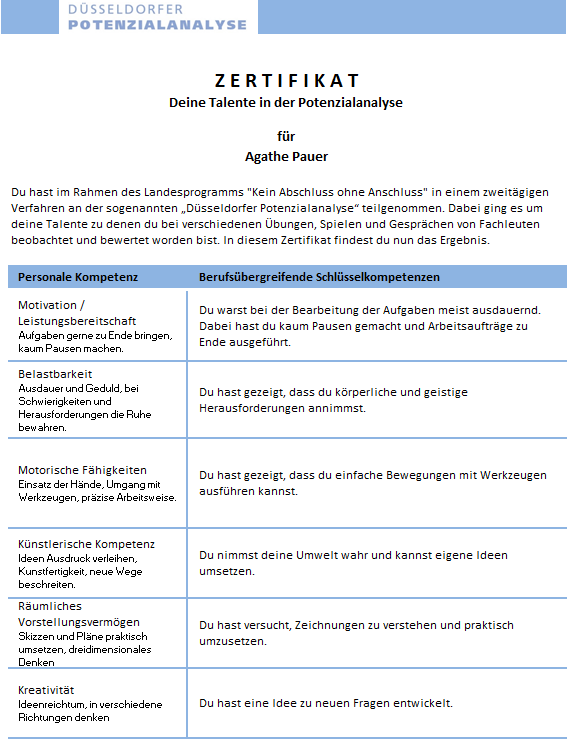 DÜSSELDORFER
POTENZIALANALYSE
ZERTIFIKAT
Deine Talente in der Potenzialanalyse
für
Agathe Pauer
Du hast im Rahmen des Landesprogramms "Kein Abschluss ohne Anschluss" in einem zweitägigen
Verfahren an der sogenannten „Düsseldorfer Potenzialanalyse“ teilgenommen. Dabei ging es um
deine Talente zu denen du bei verschiedenen Übungen, Spielen und Gesprächen von Fachleuten
beobachtet und bewertet worden bist. In diesem Zertifikat findest du nun das Ergebnis.
Personale Kompetenz
Berufsübergreifende Schlüsselkompetenzen
Motivation /
Leistungsbereitschaft
Aufgaben gerne zu Ende bringen,
kaum Pausen machen.
Du warst bei der Bearbeitung der Aufgaben meist ausdauernd.
Dabei hast du kaum Pausen gemacht und Arbeitsaufträge zu
Ende ausgeführt.
Belastbarkeit
Ausdauer und Geduld, bei
Schwierigkeiten und
Herausforderungen die Ruhe
bewahren.
Du hast gezeigt, dass du körperliche und geistige
Herausforderungen annimmst.
Motorische Fähigkeiten
Einsatz der Hände, Umgang mit
Werkzeugen, präzise Arbeitsweise.
Du hast gezeigt, dass du einfache Bewegungen mit Werkzeugen
ausführen kannst.
Künstlerische Kompetenz
Ideen Ausdruck verleihen,
Kunstfertigkeit, neue Wege
beschreiten.
Du nimmst deine Umwelt wahr und kannst eigene Ideen
umsetzen.
Räumliches
Vorstellungsvermögen
Skizzen und Pläne praktisch
umsetzen, dreidimensionales
Denken
Du hast versucht, Zeichnungen zu verstehen und praktisch
umzusetzen.
Kreativität
Ideenreichtum, in verschiedene
Richtungen denken
Du hast eine Idee zu neuen Fragen entwickelt.